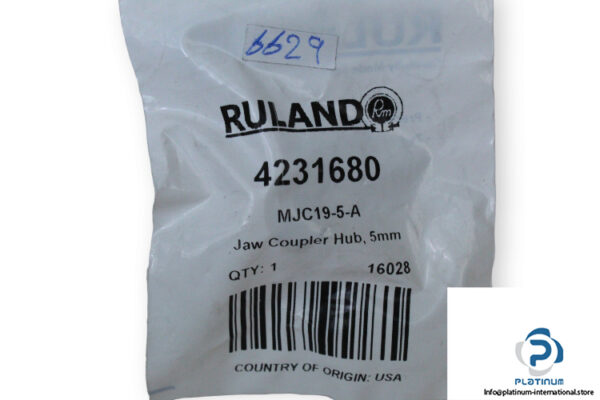 6629
RULAND Rm
4231680
MJC19-5-A
Jaw Coupler Hub, 5mm
QTY: 1 16028
COUNTRY OF ORIGIN: USA
PLATINUM
Info@platinum-international.store